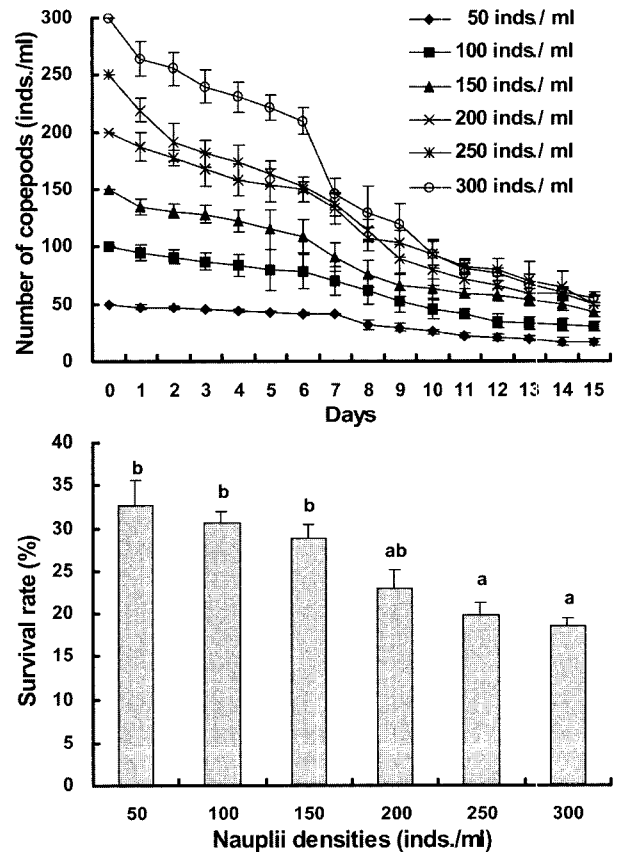 300
250
200
150
100
50
0
Number of copepods (inds./ml)
50 inds./ ml
100 inds./ ml
150 inds./ ml
200 inds./ ml
250 inds./ ml
300 inds./ ml
0 1 2 3 4 5 6 7 8 9 10 11 12 13 14 15
Days
40
35
30
25
20
15
10
5
0
Survival rate (%)
b b b ab a a
50 100 150 200 250 300
Nauplii densities (inds./ml)